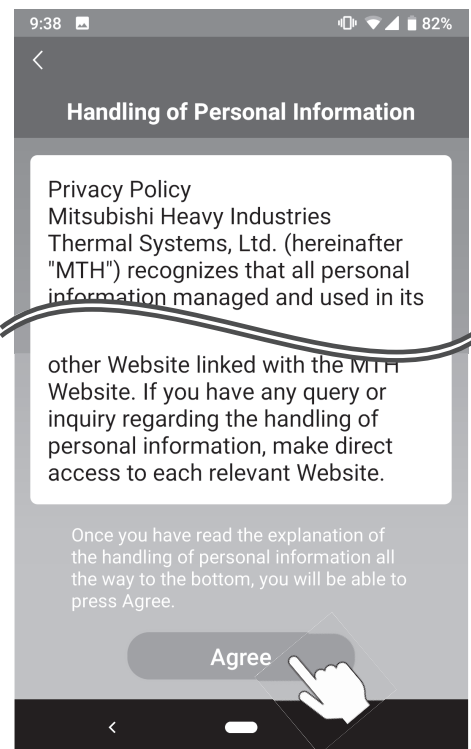 9:38 82%
Handling of Personal Information
Privacy Policy
Mitsubishi Heavy Industries
Thermal Systems, Ltd. (hereinafter
"MTH") recognizes that all personal
information managed and used in its
other Website linked with the MTH
Website. If you have any query or
inquiry regarding the handling of
personal information, make direct
access to each relevant Website.
Once you have read the explanation of
the handling of personal information all
the way to the bottom, you will be able to
press Agree.
Agree